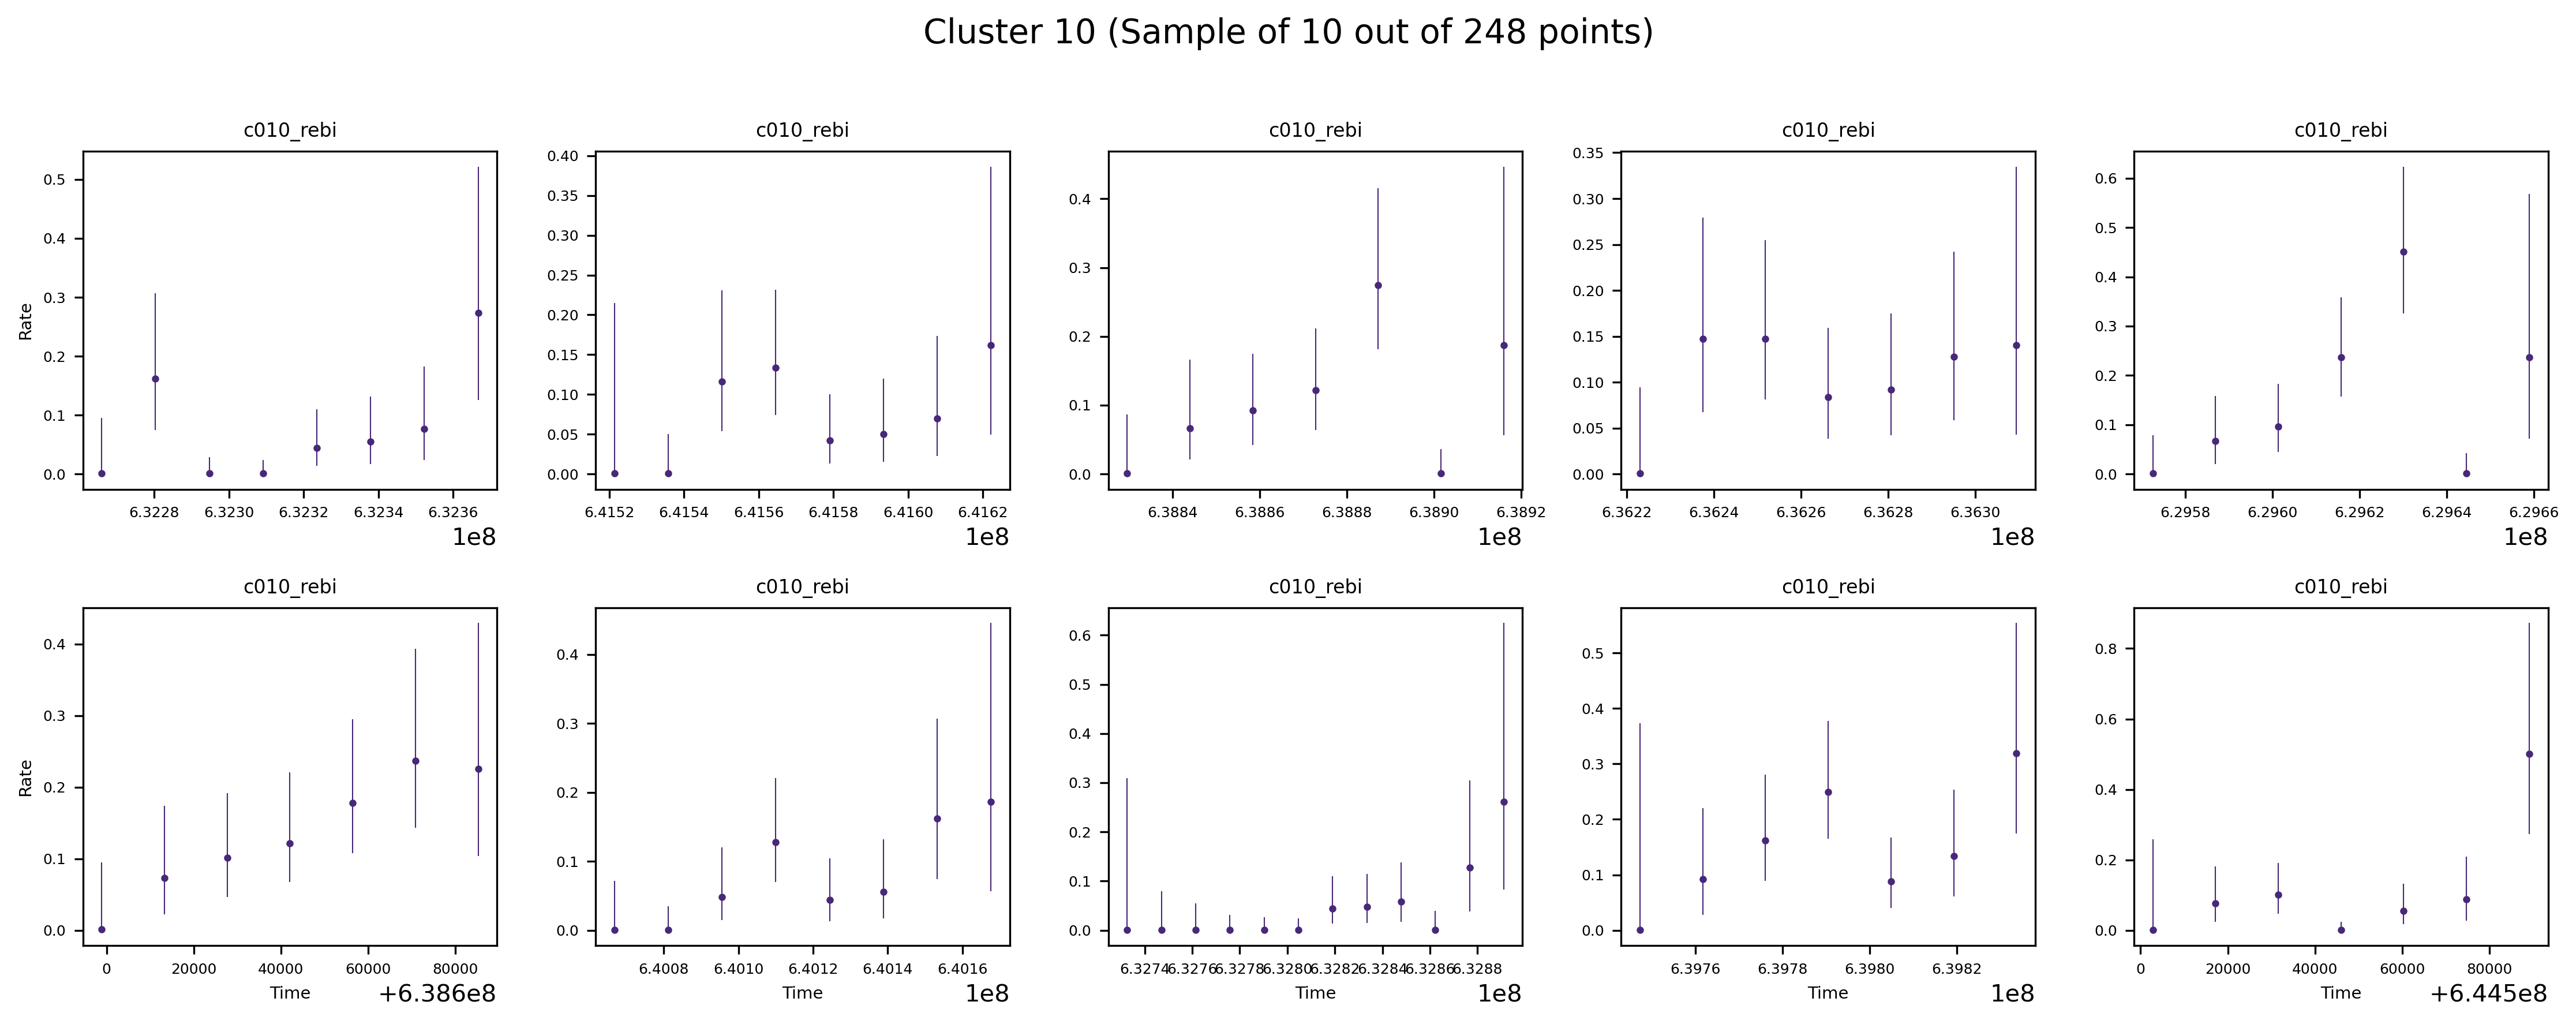 Cluster 10 (Sample of 10 out of 248 points)
c010_rebi c010_rebi c010_rebi c010_rebi c010_rebi
Rate
0.5 0.4 0.3 0.2 0.1 0.0
6.3228 6.3230 6.3232 6.3234 6.3236
1e8
0.40 0.35 0.30 0.25 0.20 0.15 0.10 0.05 0.00
6.4152 6.4154 6.4156 6.4158 6.4160 6.4162
1e8
0.4 0.3 0.2 0.1 0.0
6.3884 6.3886 6.3888 6.3890 6.3892
1e8
0.35 0.30 0.25 0.20 0.15 0.10 0.05 0.00
6.3622 6.3624 6.3626 6.3628 6.3630
1e8
0.6 0.5 0.4 0.3 0.2 0.1 0.0
6.2958 6.2960 6.2962 6.2964 6.2966
1e8
c010_rebi c010_rebi c010_rebi c010_rebi c010_rebi
Rate
0.4 0.3 0.2 0.1 0.0
0 20000 40000 60000 80000
Time +6.386e8
0.4 0.3 0.2 0.1 0.0
6.4008 6.4010 6.4012 6.4014 6.4016
Time 1e8
0.6 0.5 0.4 0.3 0.2 0.1 0.0
6.3274 6.3276 6.3278 6.3280 6.3282 6.3284 6.3286 6.3288
Time 1e8
0.5 0.4 0.3 0.2 0.1 0.0
6.3976 6.3978 6.3980 6.3982
Time 1e8
0.8 0.6 0.4 0.2 0.0
0 20000 40000 60000 80000
Time +6.445e8